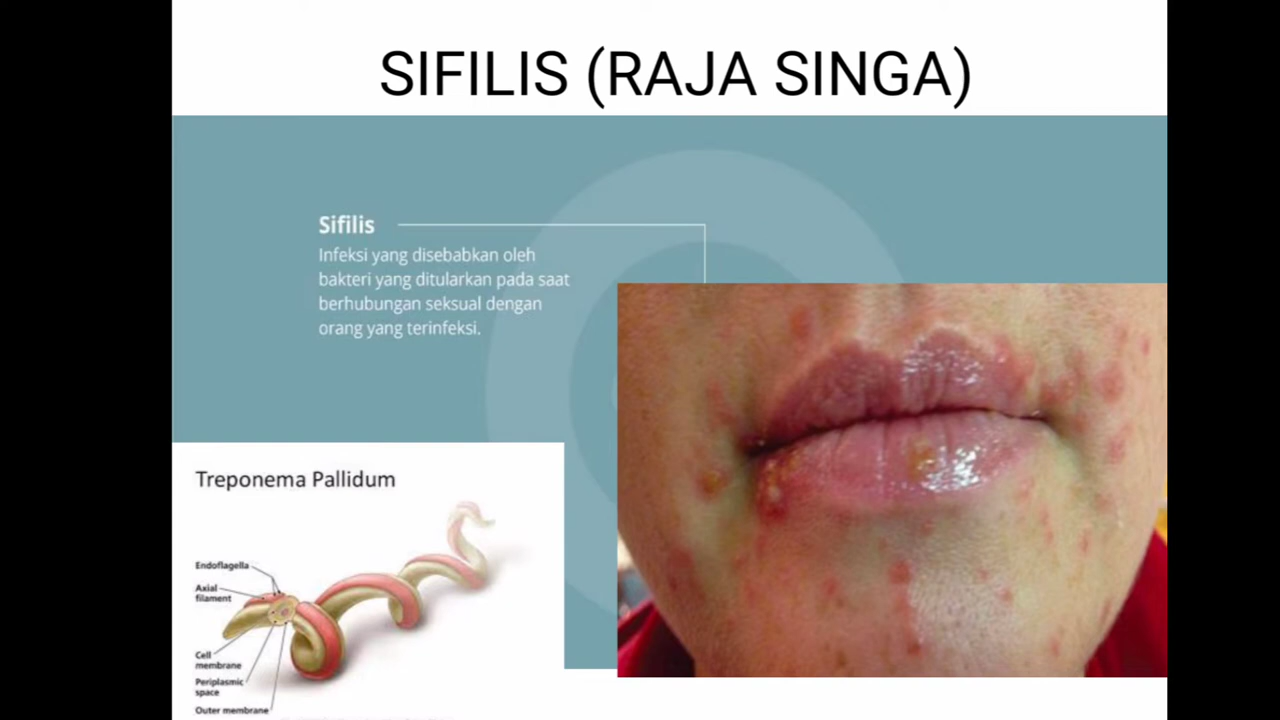 SIFILIS (RAJA SINGA)
Sifilis
Infeksi yang disebabkan oleh
bakteri yang ditularkan pada saat
berhubungan seksual dengan
orang yang terinfeksi.
Treponema Pallidum
Endoflagella
Axial
filament
Cell
membrane
Periplasmic
space
Outer membrane